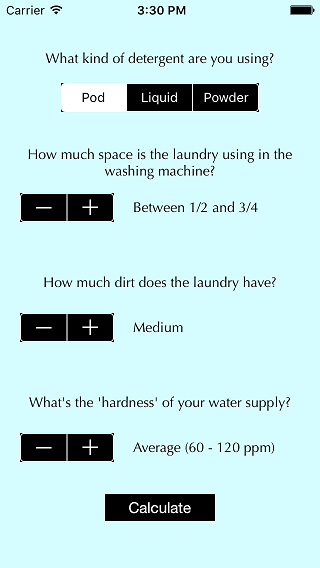 Carrier 3:30 PM
What kind of detergent are you using?
Pod Liquid Powder
How much space is the laundry using in the
washing machine?
Between 1/2 and 3/4
How much dirt does the laundry have?
Medium
What's the 'hardness' of your water supply?
Average (60 - 120 ppm)
Calculate